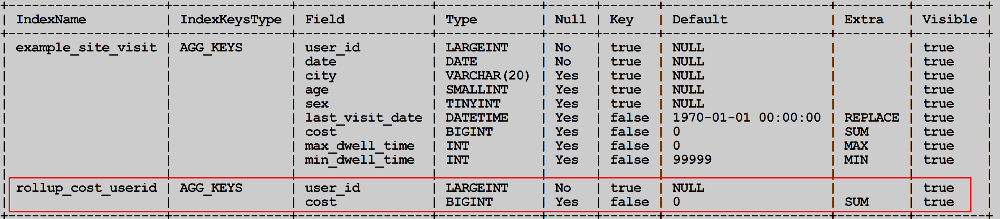 +---------------------+---------------+-----------------+-------------+------+-------+---------------------+---------+---------+
| IndexName           | IndexKeysType | Field           | Type        | Null | Key   | Default             | Extra   | Visible |
+---------------------+---------------+-----------------+-------------+------+-------+---------------------+---------+---------+
| example_site_visit | AGG_KEYS      | user_id         | LARGEINT    | No   | true  | NULL                |         | true    |
|                     |               | date            | DATE        | No   | true  | NULL                |         | true    |
|                     |               | city            | VARCHAR(20) | Yes  | true  | NULL                |         | true    |
|                     |               | age             | SMALLINT    | Yes  | true  | NULL                |         | true    |
|                     |               | sex             | TINYINT     | Yes  | true  | NULL                |         | true    |
|                     |               | last_visit_date | DATETIME    | Yes  | false | 1970-01-01 00:00:00 | REPLACE | true    |
|                     |               | cost            | BIGINT      | Yes  | false | 0                   | SUM     | true    |
|                     |               | max_dwell_time  | INT         | Yes  | false | 0                   | MAX     | true    |
|                     |               | min_dwell_time  | INT         | Yes  | false | 99999               | MIN     | true    |
|                     |               |                 |             |      |       |                     |         |         |
| rollup_cost_userid | AGG_KEYS      | user_id         | LARGEINT    | No   | true  | NULL                |         | true    |
|                     |               | cost            | BIGINT      | Yes  | false | 0                   | SUM     | true    |
+---------------------+---------------+-----------------+-------------+------+-------+---------------------+---------+---------+